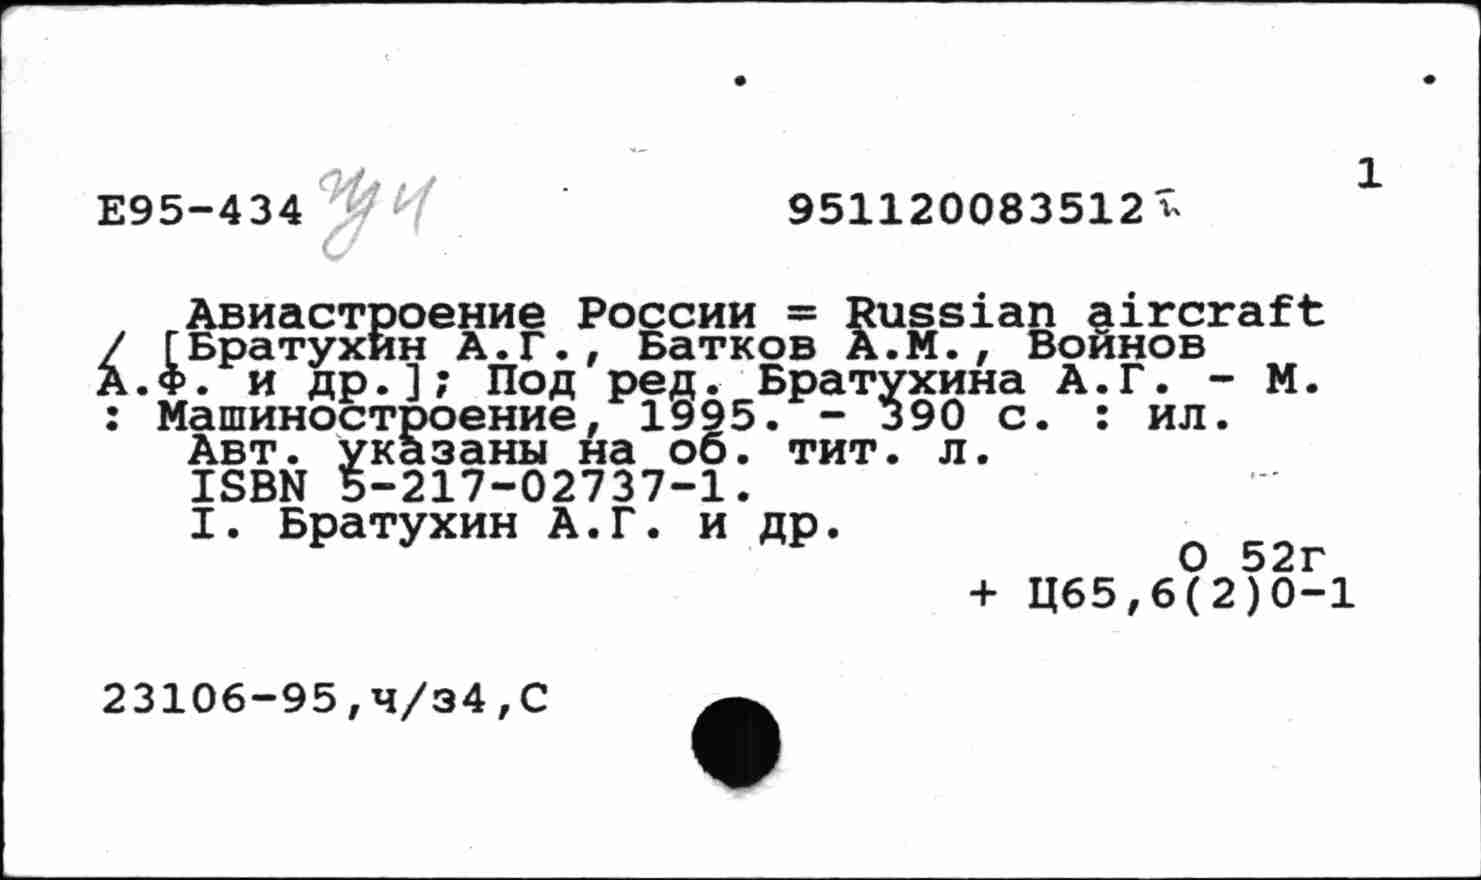 1
Е95-434 951120083512
Авиастроение России = Russian aircraft
/ [Братухин А.Г., Батков А.М., Войнов
А.Ф. и др.]; Под ред. Братухина А.Г. - М.
: Машиностроение, 1995. - 390 с. : ил.
Авт. указаны на об. тит. л.
ISBN 5-217-02737-1.
I. Братухин А.Г. и др.
О 52г
+ Ц65,6(2)0-1
23106-95,ч/з4,С